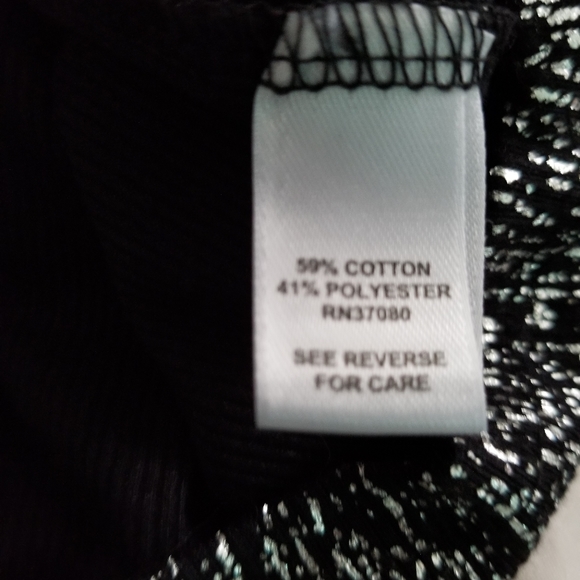 59% COTTON
41% POLYESTER
RN37080
SEE REVERSE
FOR CARE